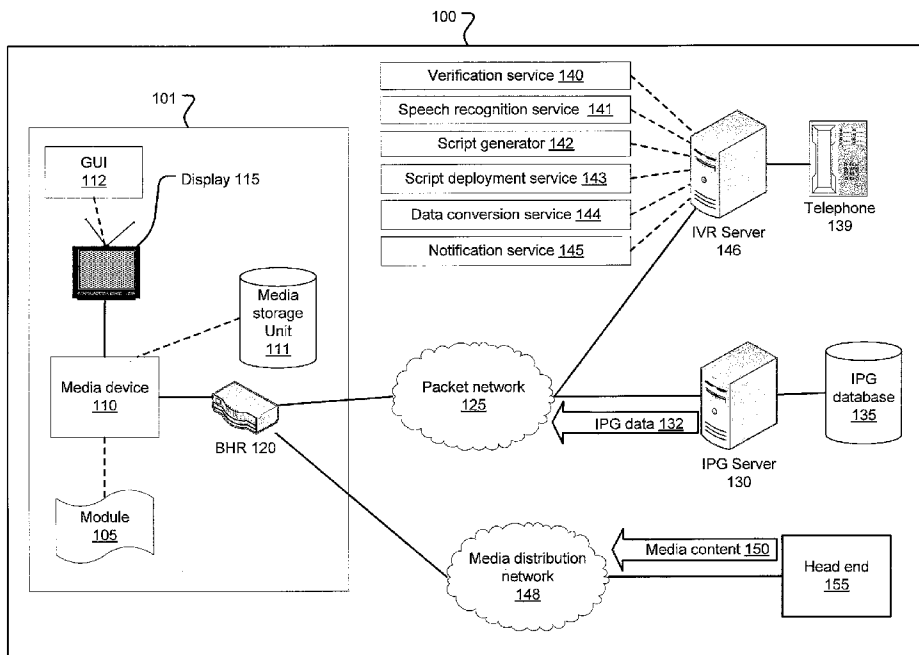 100
101
GUI
112
Display 115
Media
storage
Unit
111
Media device
110
BHR 120
Module
105
Verification service 140
Speech recognition service 141
Script generator 142
Script deployment service 143
Data conversion service 144
Notification service 145
IVR Server
146
Telephone
139
Packet network
125
IPG data 132
IPG Server
130
IPG
database
135
Media distribution
network
148
Media content 150
Head end
155